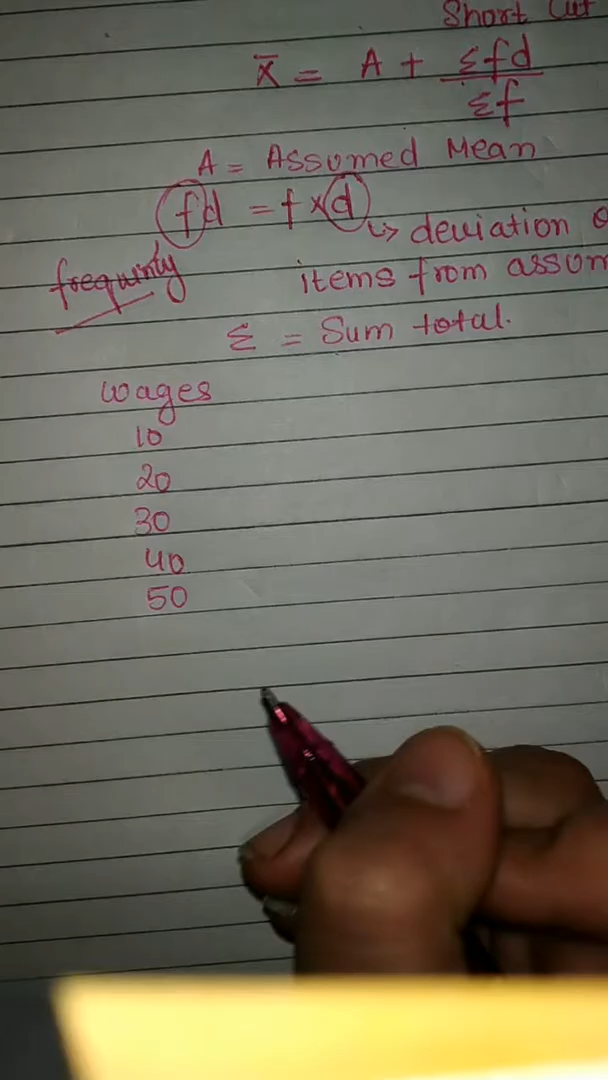 Short Cut
X̄ = A + Σfd / Σf
A = Assumed Mean
fd = f × d ↳ deviation o
frequinty items from assum
Σ = Sum total.
wages
10
20
30
40
50